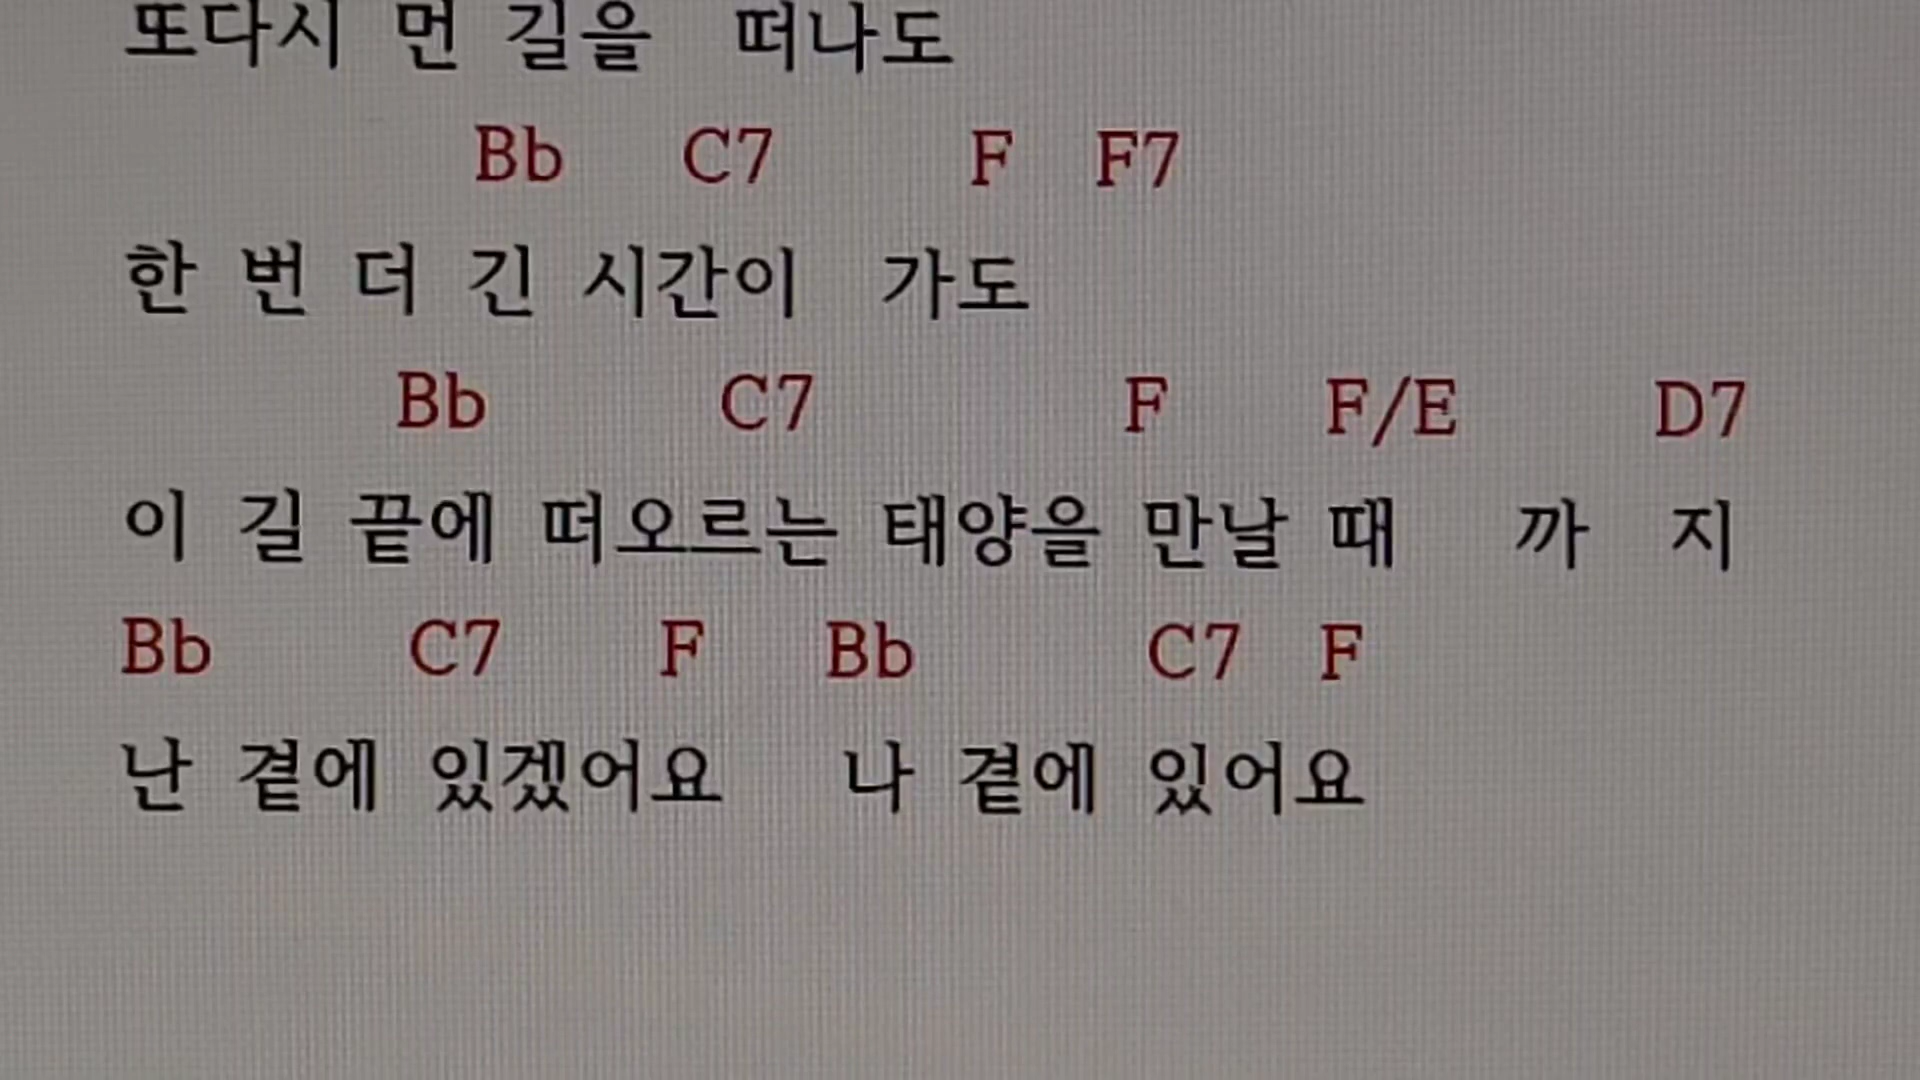 또다시 먼 길을 떠나도
Bb C7 F F7
한 번 더 긴 시간이 가도
Bb C7 F F/E D7
이 길 끝에 떠오르는 태양을 만날 때 까 지
Bb C7 F Bb C7 F
난 곁에 있겠어요 나 곁에 있어요